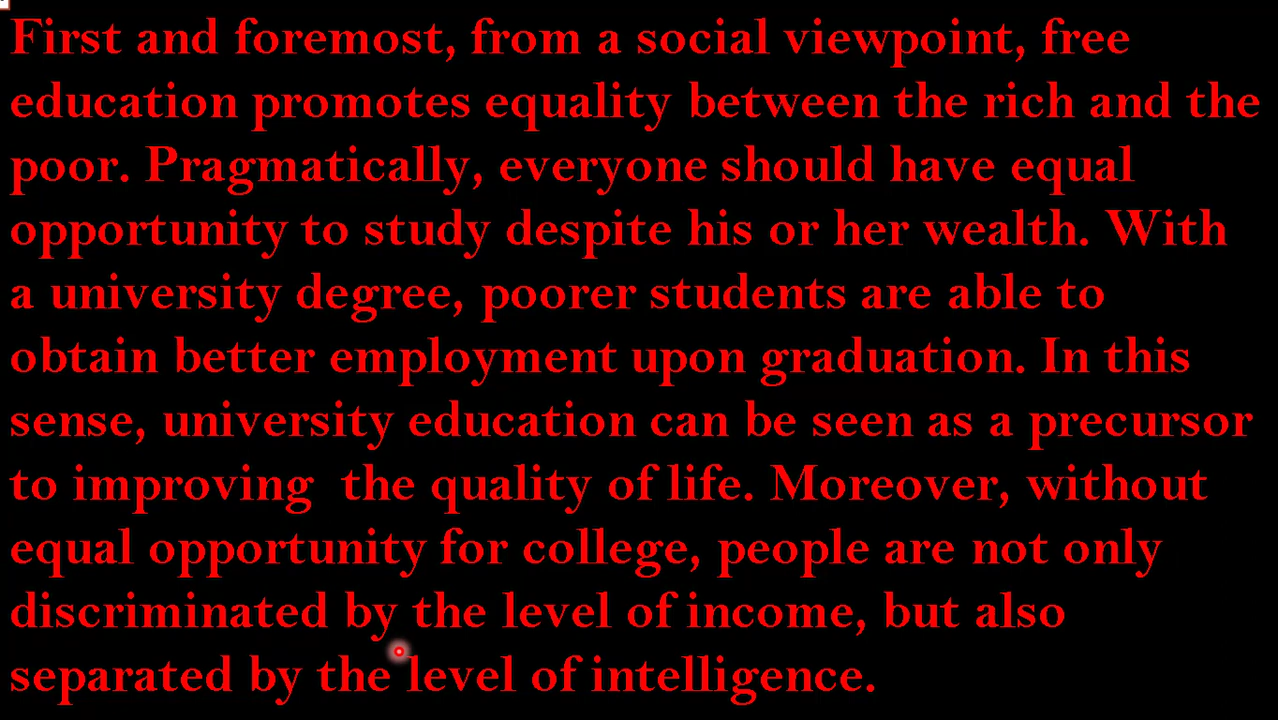 First and foremost, from a social viewpoint, free
education promotes equality between the rich and the
poor. Pragmatically, everyone should have equal
opportunity to study despite his or her wealth. With
a university degree, poorer students are able to
obtain better employment upon graduation. In this
sense, university education can be seen as a precursor
to improving  the quality of life. Moreover, without
equal opportunity for college, people are not only
discriminated by the level of income, but also
separated by the level of intelligence.